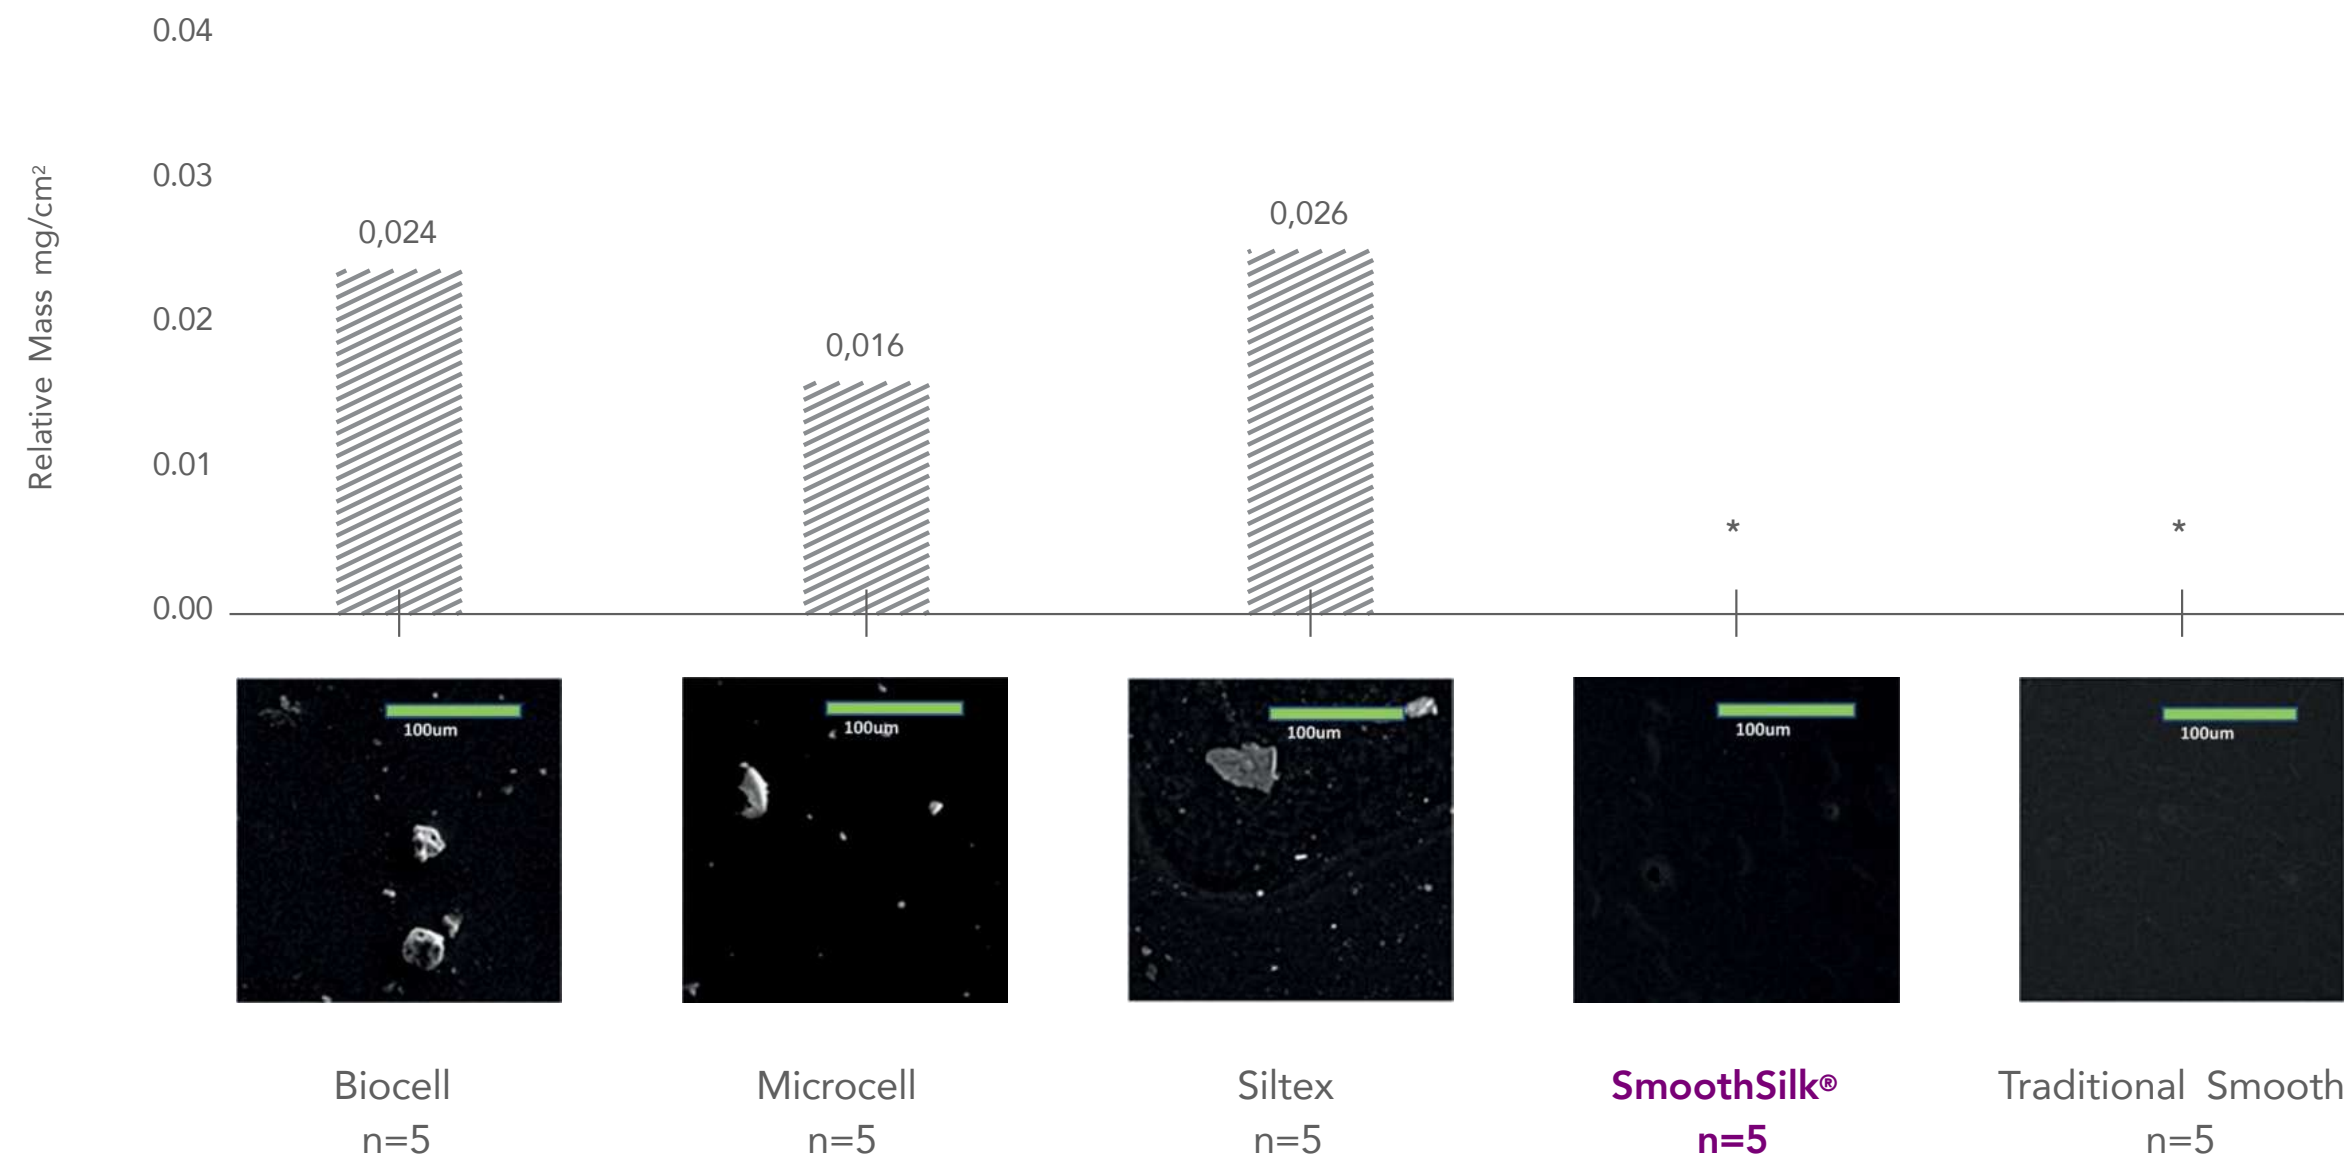 0.04
0.03
0.02
0.01
0.00
Relative Mass mg/cm²
0,024
0,016
0,026
*
*
100um
100um
100um
100um
100um
Biocell
n=5
Microcell
n=5
Siltex
n=5
SmoothSilk®
n=5
Traditional Smooth
n=5